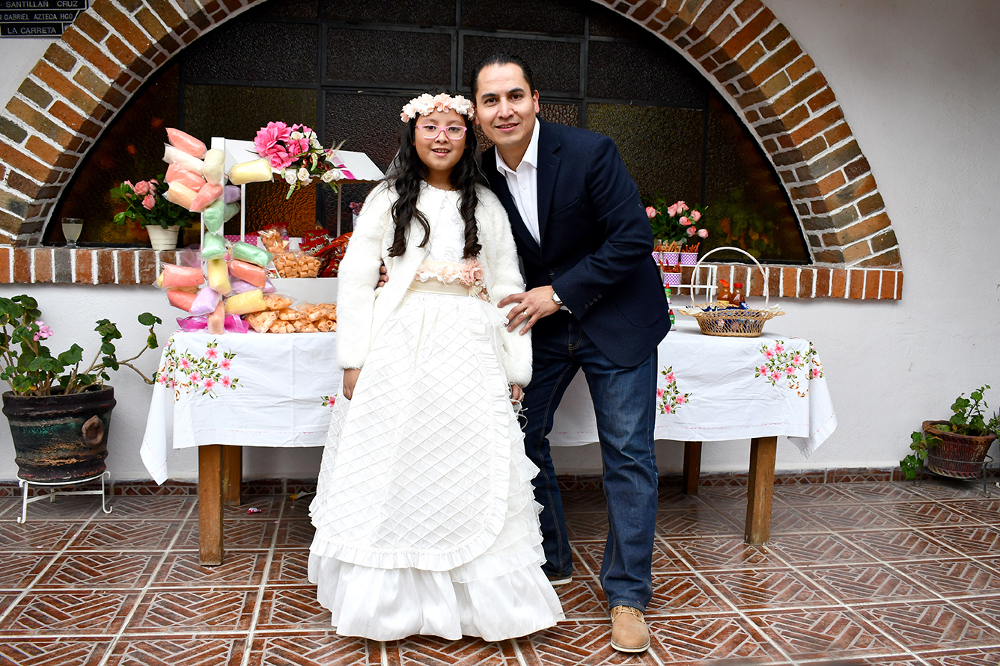 SANTILLAN CRUZ
N GABRIEL AZTECA HGO
LA CARRETA